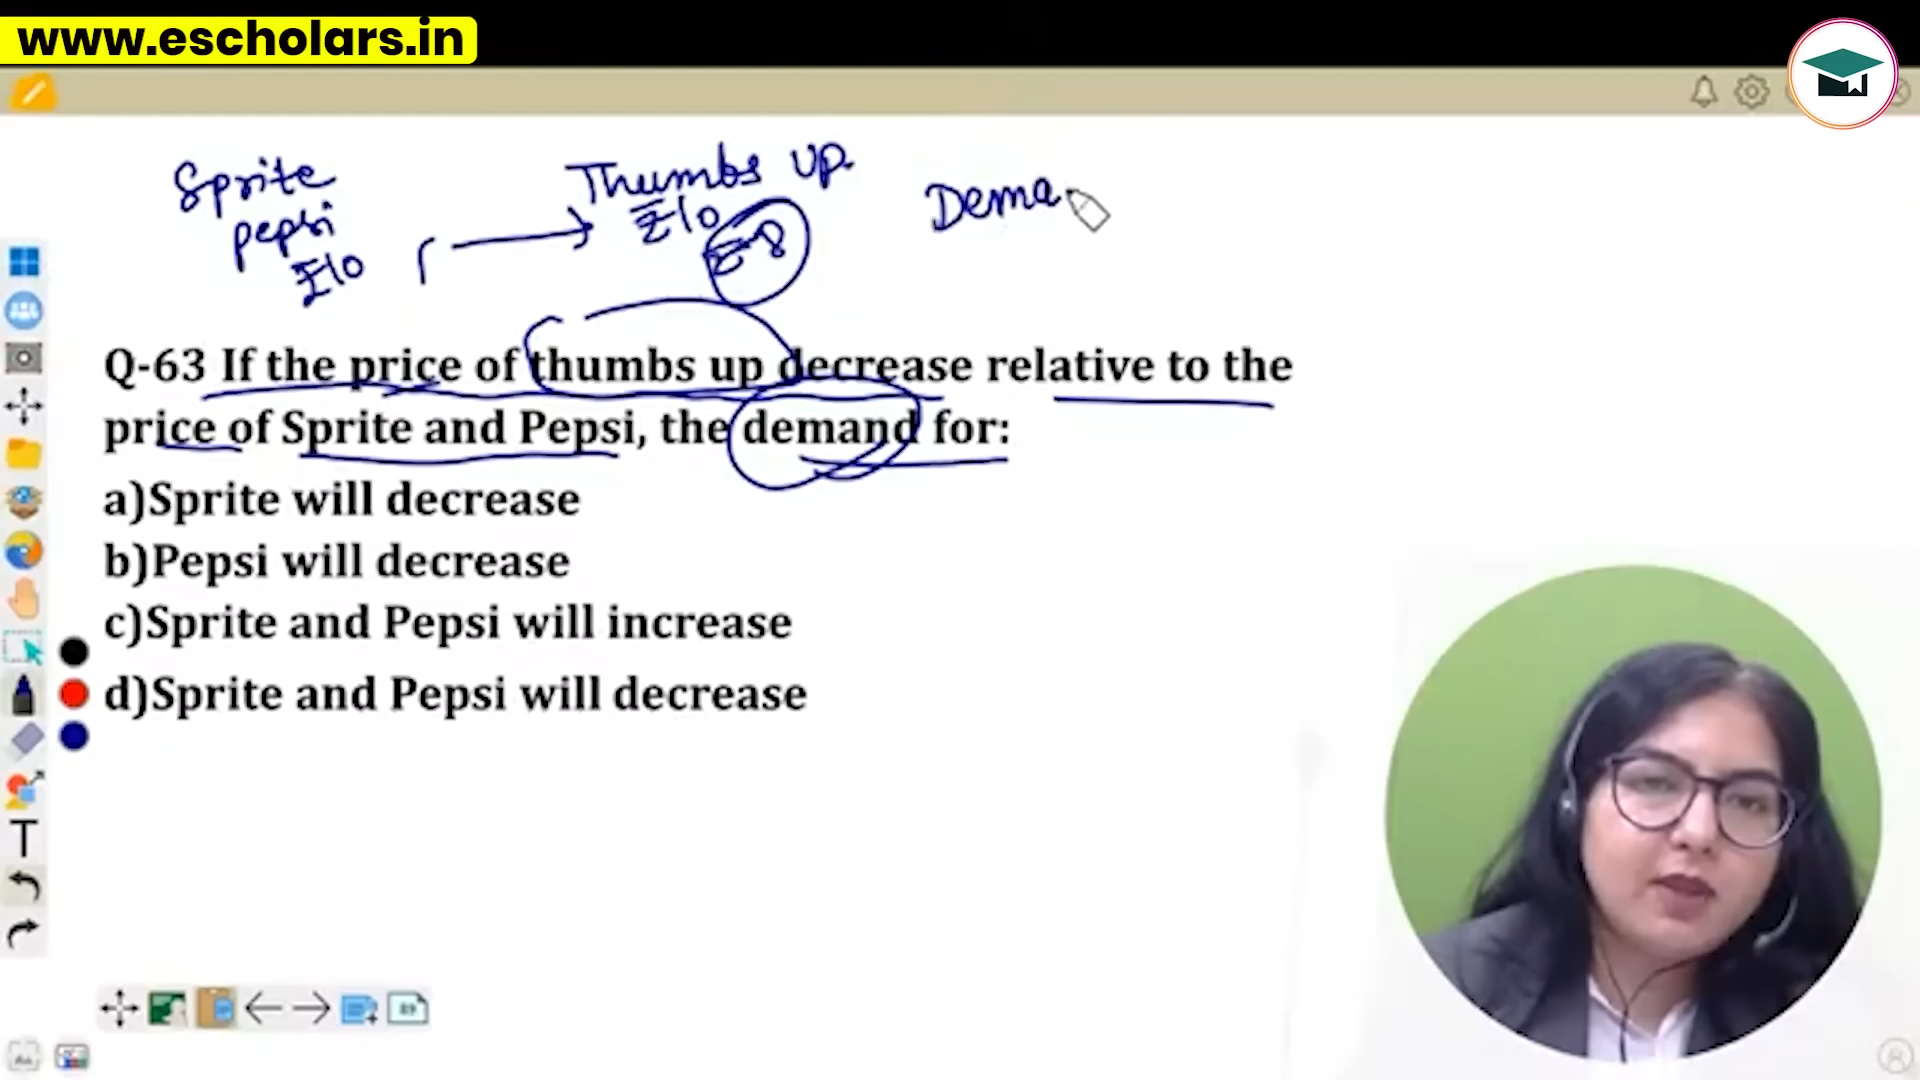 www.escholars.in
Sprite
pepsi
₹10
Thumbs up.
₹10
₹8
Dema
Q-63 If the price of thumbs up decrease relative to the
price of Sprite and Pepsi, the demand for:
a)Sprite will decrease
b)Pepsi will decrease
c)Sprite and Pepsi will increase
d)Sprite and Pepsi will decrease
T